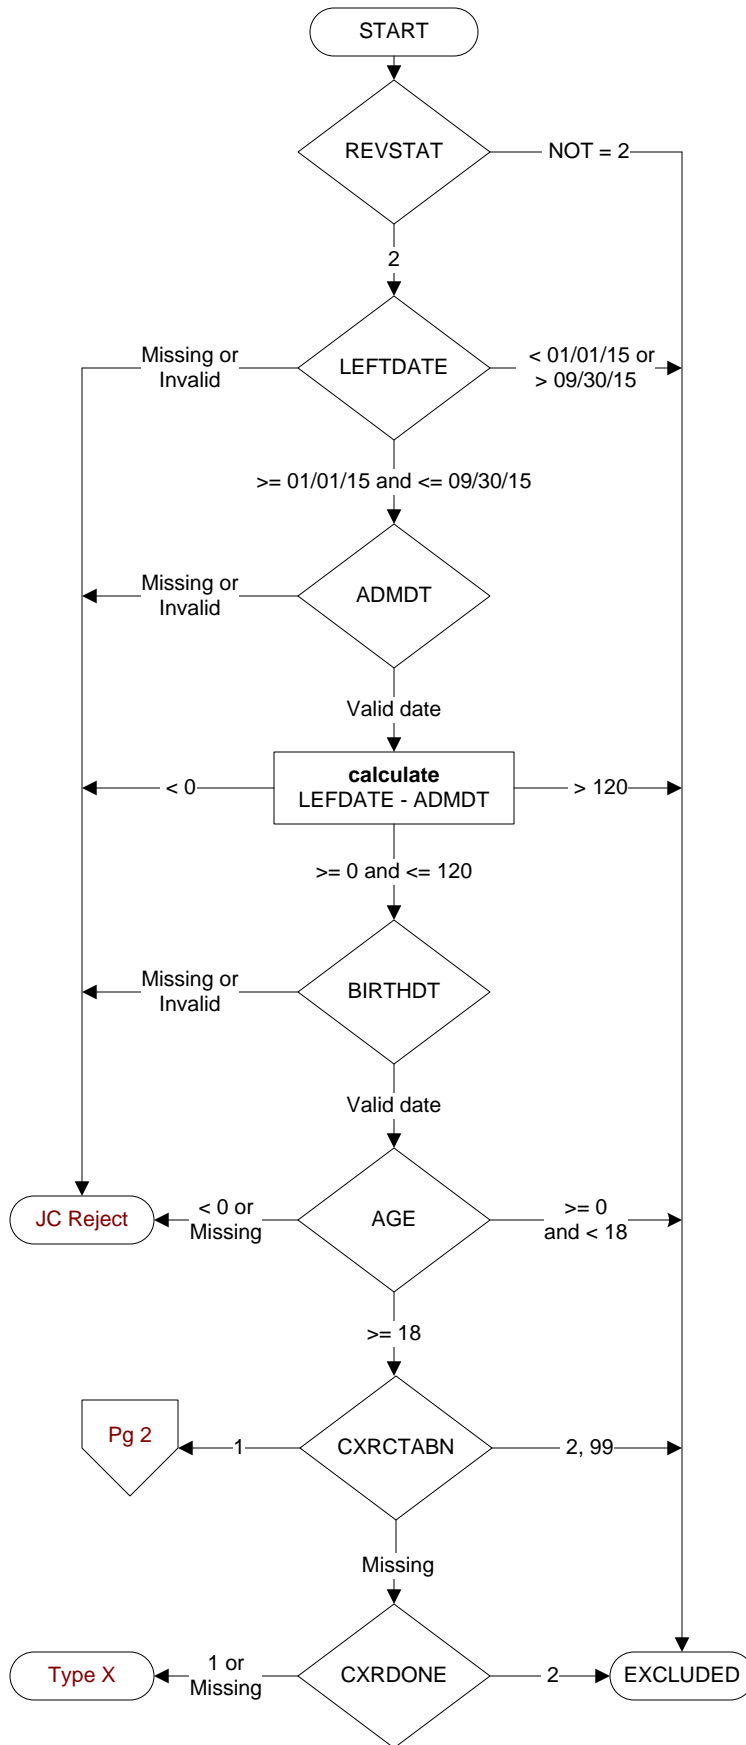 START
REVSTAT
NOT = 2
2
Missing or
Invalid
LEFTDATE
< 01/01/15 or
> 09/30/15
>= 01/01/15 and <= 09/30/15
Missing or
Invalid
ADMDT
Valid date
< 0
calculate
LEFDATE - ADMDT
> 120
>= 0 and <= 120
Missing or
Invalid
BIRTHDT
Valid date
JC Reject
< 0 or
Missing
AGE
>= 0
and < 18
>= 18
Pg 2
1
CXRCTABN
2, 99
Missing
Type X
1 or
Missing
CXRDONE
2
EXCLUDED